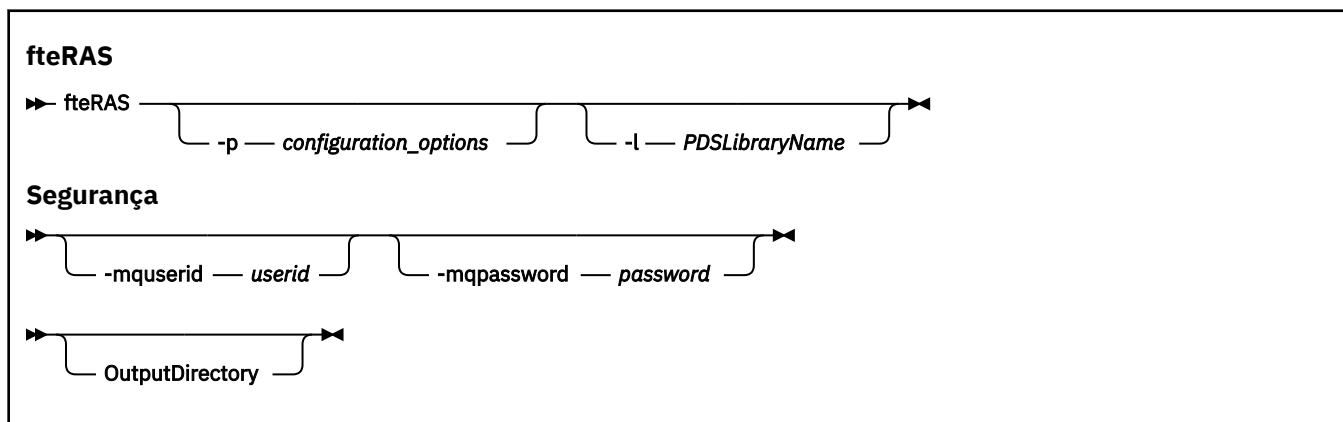 fteRAS
fteRAS
-p configuration_options -l PDSLibraryName
Segurança
-mquserid userid -mqpassword password
OutputDirectory